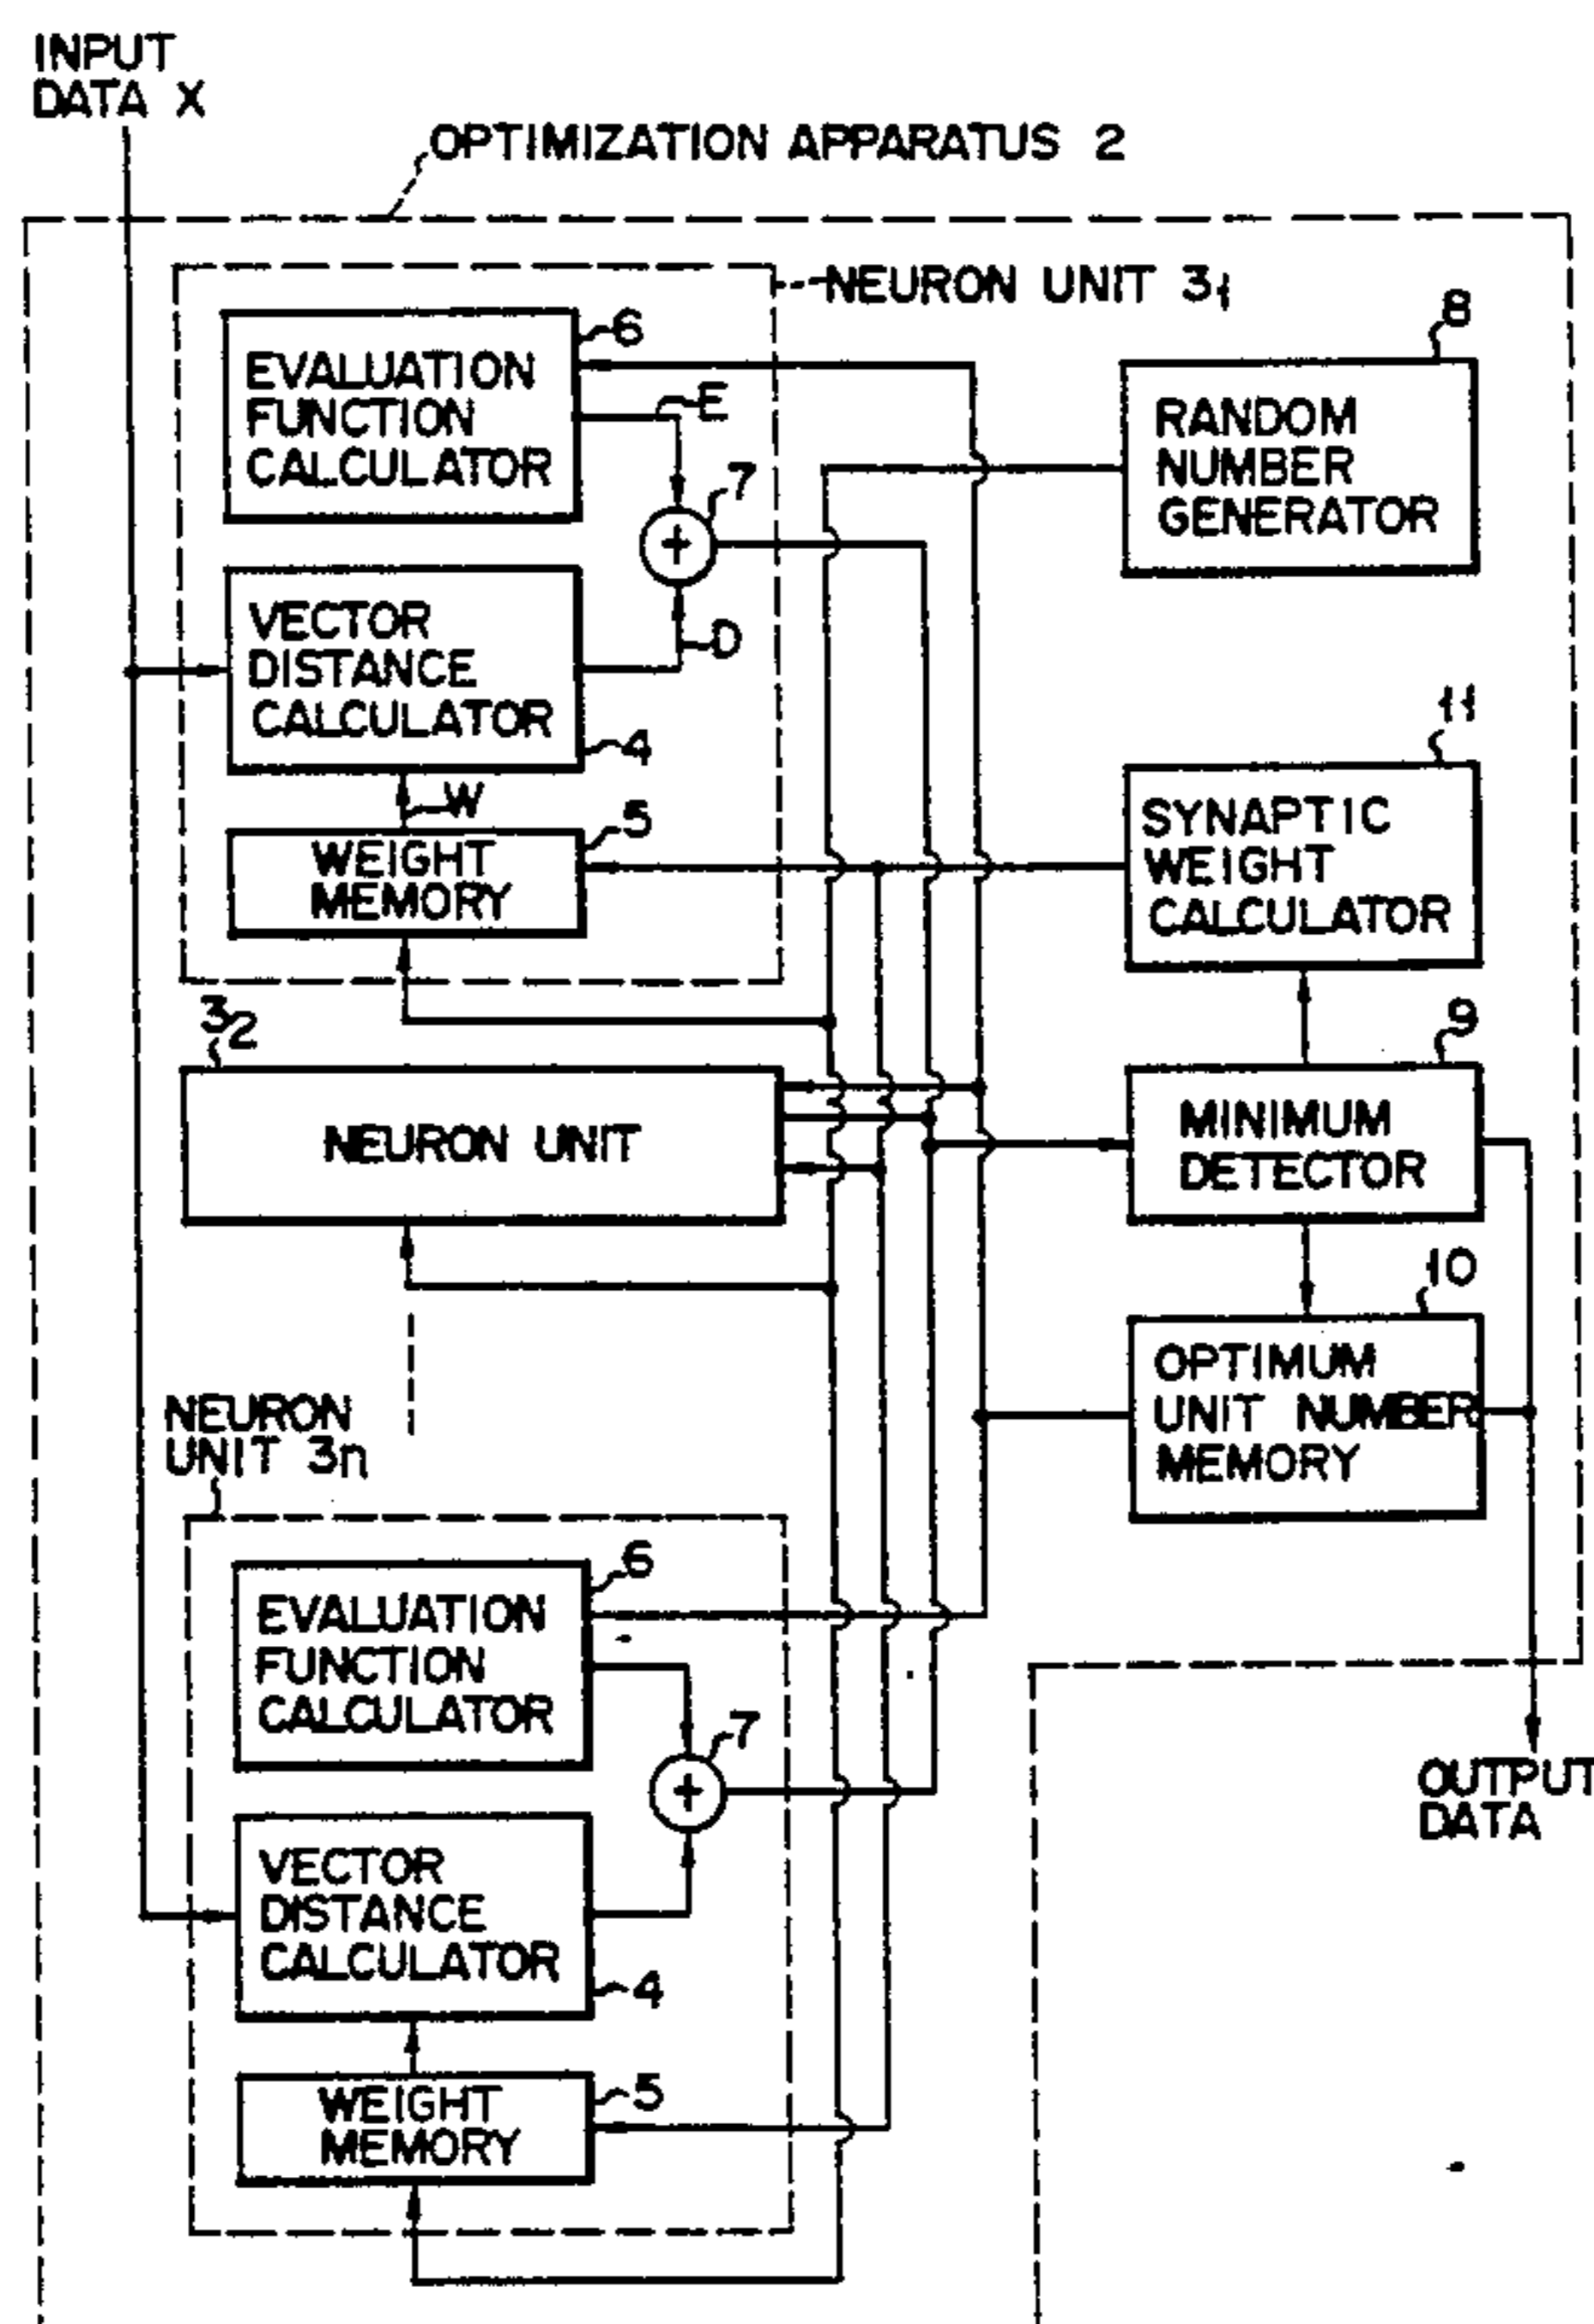 INPUT
DATA X
OPTIMIZATION APPARATUS 2
NEURON UNIT 3₁
6
EVALUATION
FUNCTION
CALCULATOR
E
7
+
8
RANDOM
NUMBER
GENERATOR
VECTOR
DISTANCE
CALCULATOR
D
4
W
5
WEIGHT
MEMORY
11
SYNAPTIC
WEIGHT
CALCULATOR
3₂
NEURON UNIT
9
MINIMUM
DETECTOR
10
OPTIMUM
UNIT NUMBER
MEMORY
NEURON
UNIT 3n
6
EVALUATION
FUNCTION
CALCULATOR
7
+
OUTPUT
DATA
VECTOR
DISTANCE
CALCULATOR
4
5
WEIGHT
MEMORY